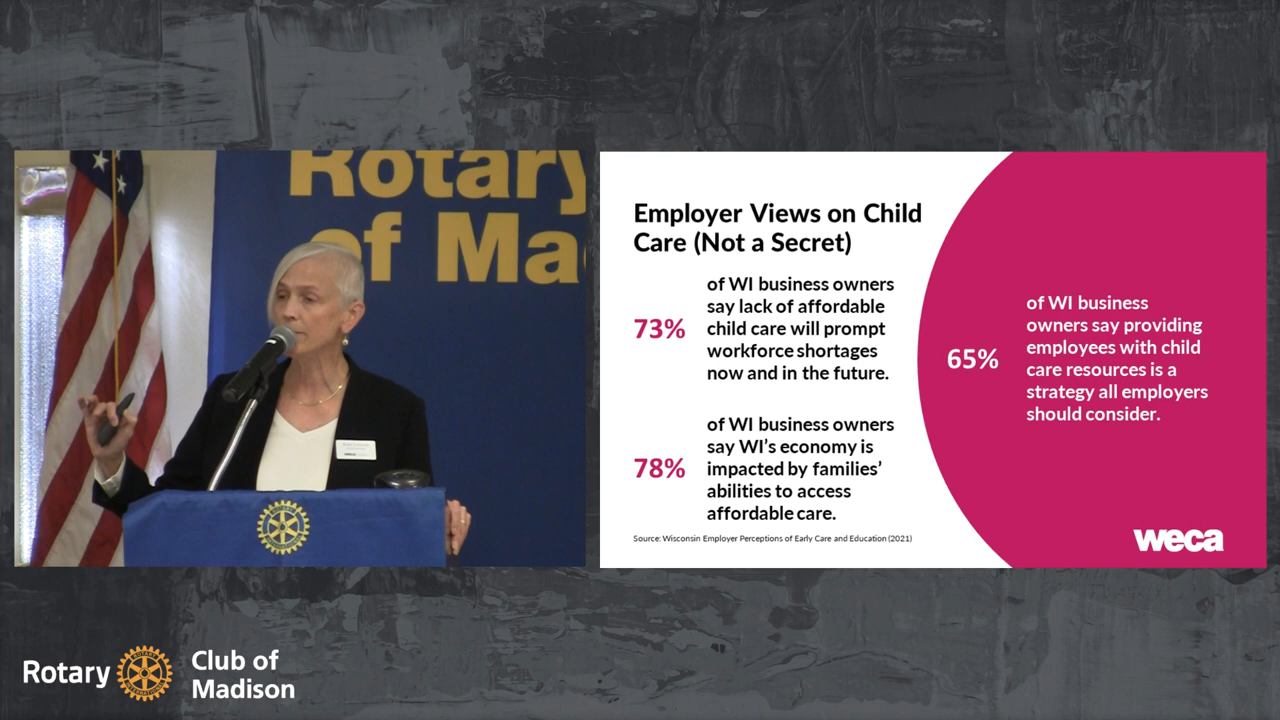 Rotary
of Ma
Employer Views on Child
Care (Not a Secret)
73%
of WI business owners
say lack of affordable
child care will prompt
workforce shortages
now and in the future.
78%
of WI business owners
say WI's economy is
impacted by families'
abilities to access
affordable care.
Source: Wisconsin Employer Perceptions of Early Care and Education (2021)
65%
of WI business
owners say providing
employees with child
care resources is a
strategy all employers
should consider.
weca
Rotary
Club of
Madison